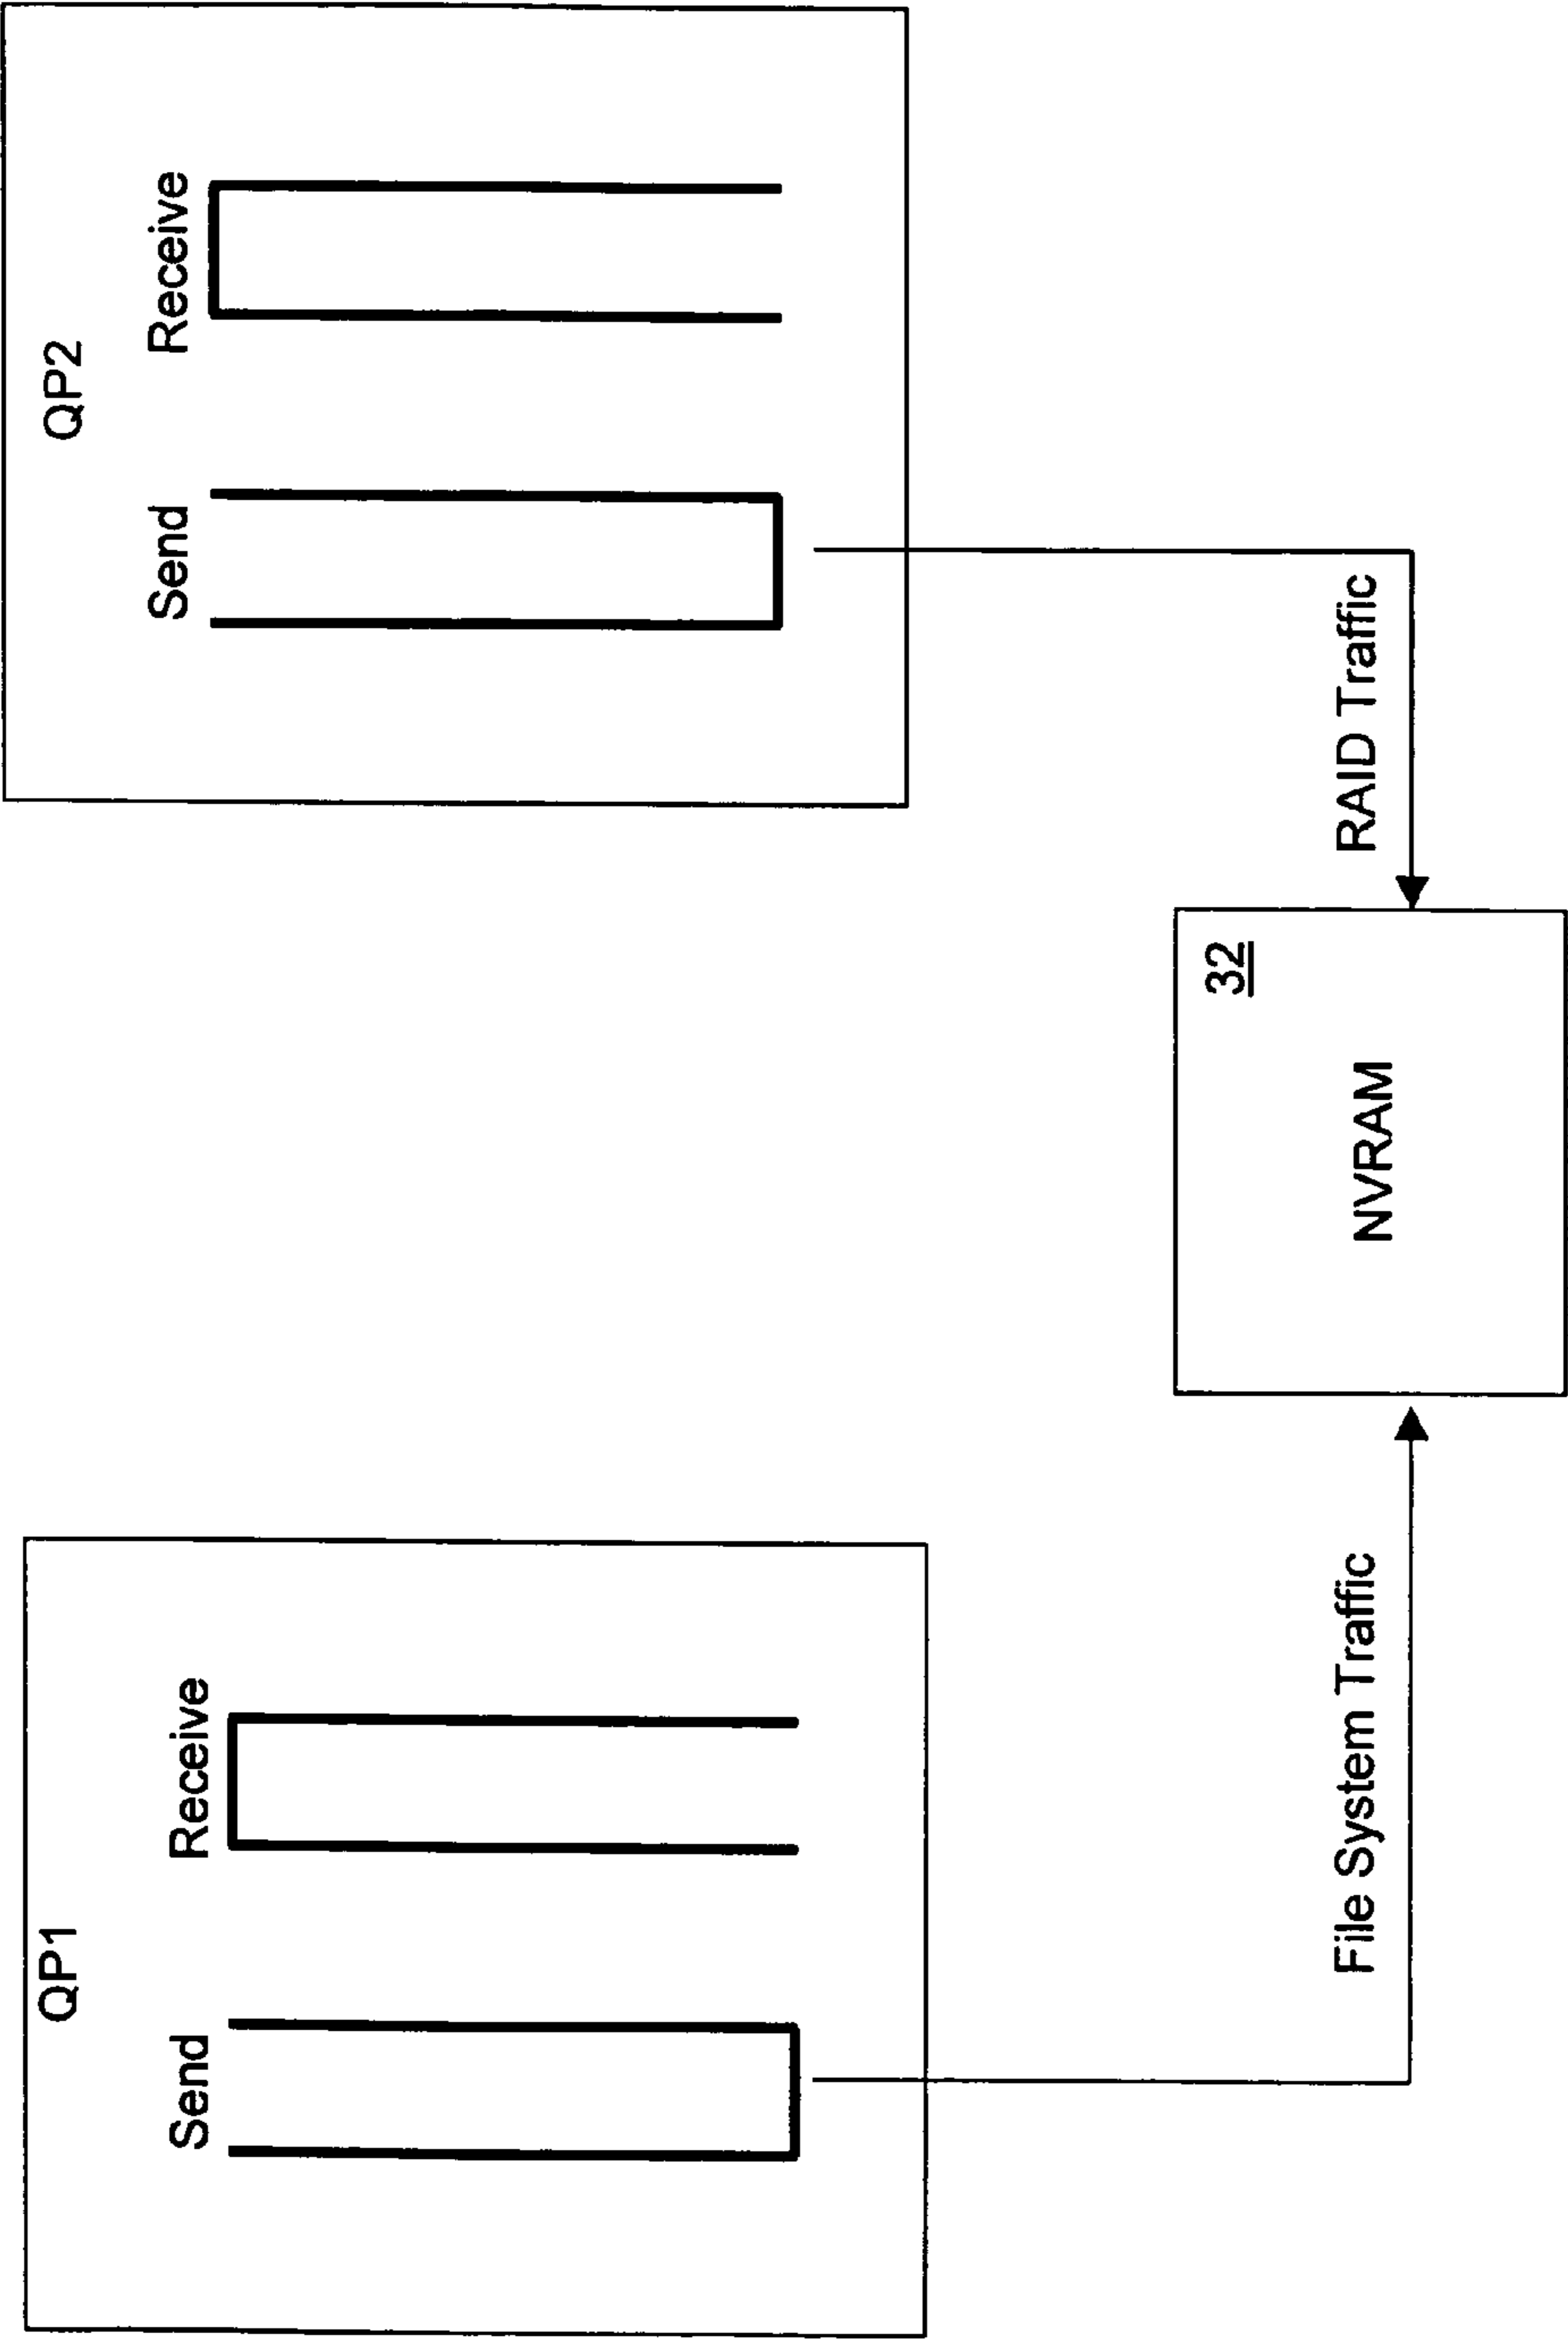 QP1
Send
Receive
QP2
Send
Receive
File System Traffic
RAID Traffic
32
NVRAM